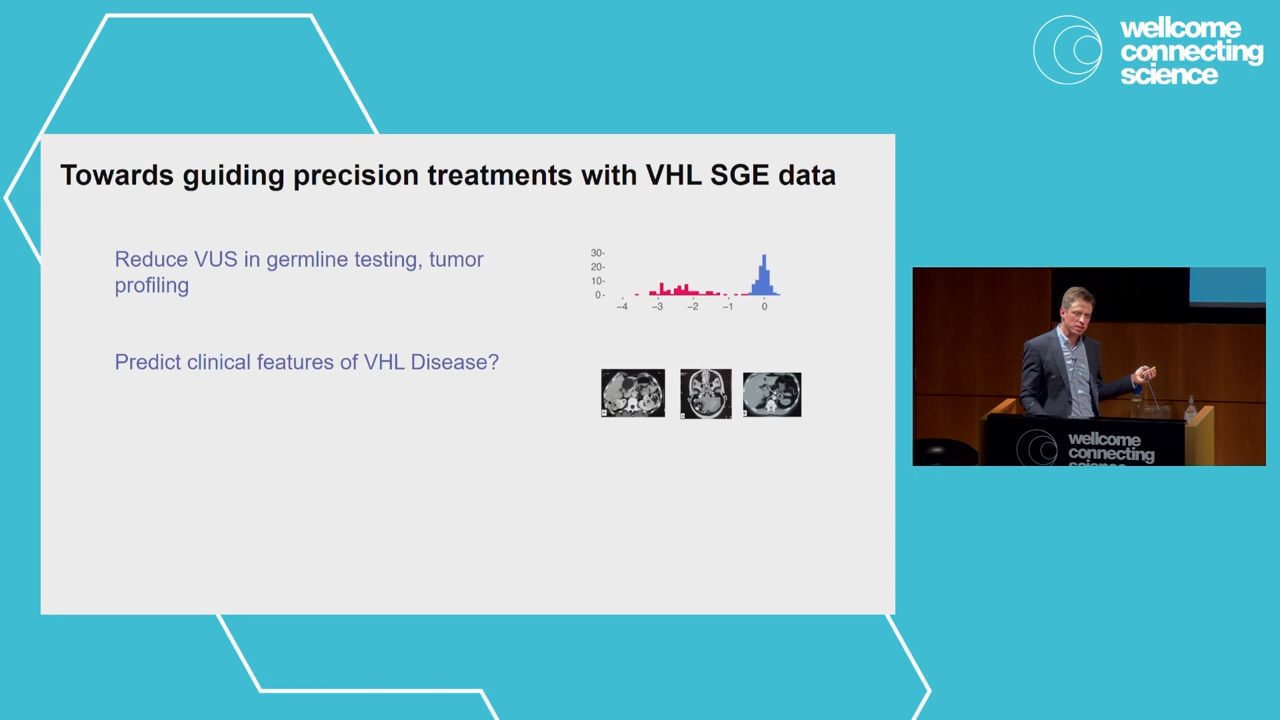 wellcome
connecting
science
Towards guiding precision treatments with VHL SGE data
Reduce VUS in germline testing, tumor
profiling
30-
20-
10-
0-
−4
−3
−2
−1
0
Predict clinical features of VHL Disease?
wellcome
connecting
science